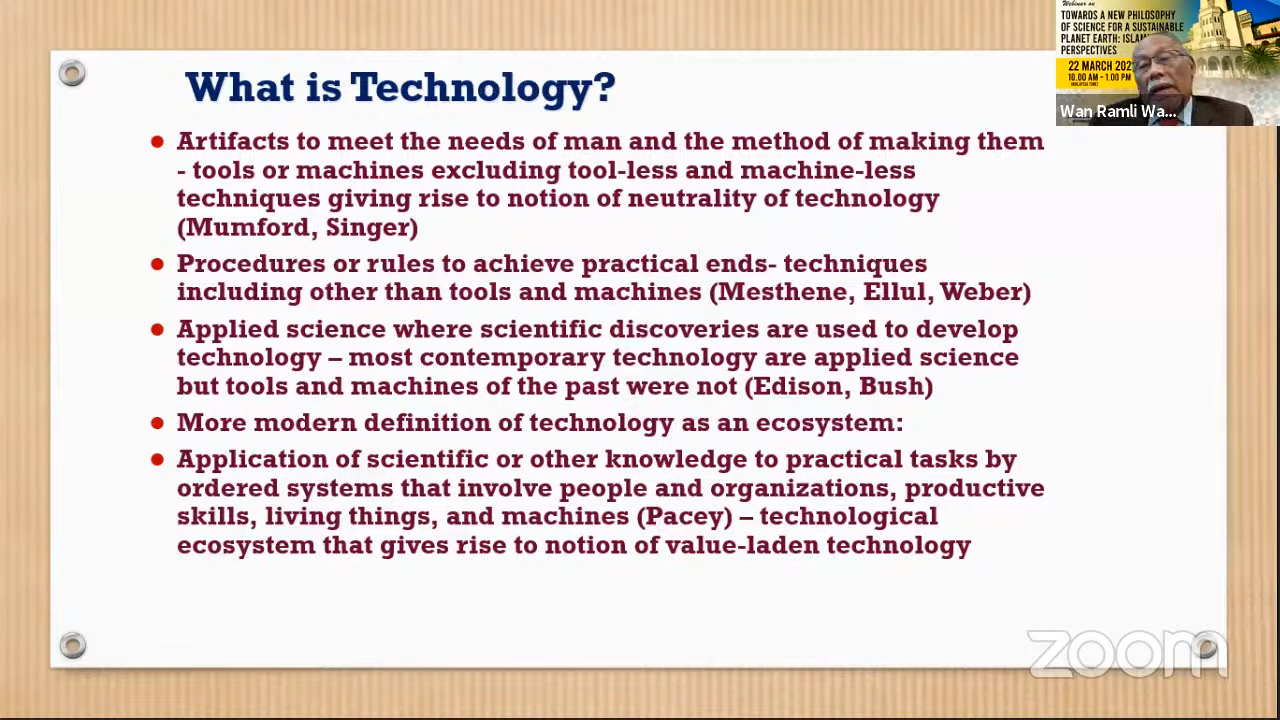 What is Technology?
• Artifacts to meet the needs of man and the method of making them
- tools or machines excluding tool-less and machine-less
techniques giving rise to notion of neutrality of technology
(Mumford, Singer)
• Procedures or rules to achieve practical ends- techniques
including other than tools and machines (Mesthene, Ellul, Weber)
• Applied science where scientific discoveries are used to develop
technology – most contemporary technology are applied science
but tools and machines of the past were not (Edison, Bush)
• More modern definition of technology as an ecosystem:
• Application of scientific or other knowledge to practical tasks by
ordered systems that involve people and organizations, productive
skills, living things, and machines (Pacey) – technological
ecosystem that gives rise to notion of value-laden technology
Webinar on
TOWARDS A NEW PHILOSOPHY
OF SCIENCE FOR A SUSTAINABLE
PLANET EARTH:
PERSPECTIVES
22 MARCH
10.00 AM - 1.00 PM
(MALAYSIA TIME)
Wan Ramli Wa...
zoom